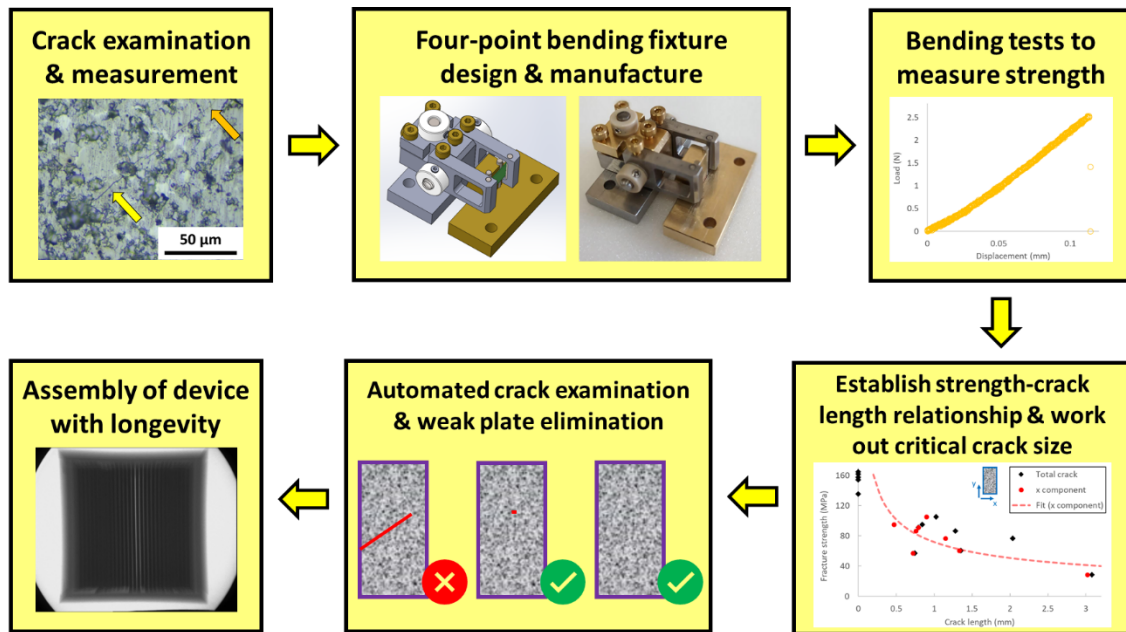 Crack examination
& measurement
50 µm
Four-point bending fixture
design & manufacture
Bending tests to
measure strength
Load (N)
2.5
2
1.5
1
0.5
0
0
0.05
0.1
Displacement (mm)
Establish strength-crack
length relationship & work
out critical crack size
Fracture strength (MPa)
160
120
80
40
0
0
0.5
1
1.5
2
2.5
3
Crack length (mm)
y
x
Total crack
x component
Fit (x component)
Automated crack examination
& weak plate elimination
Assembly of device
with longevity